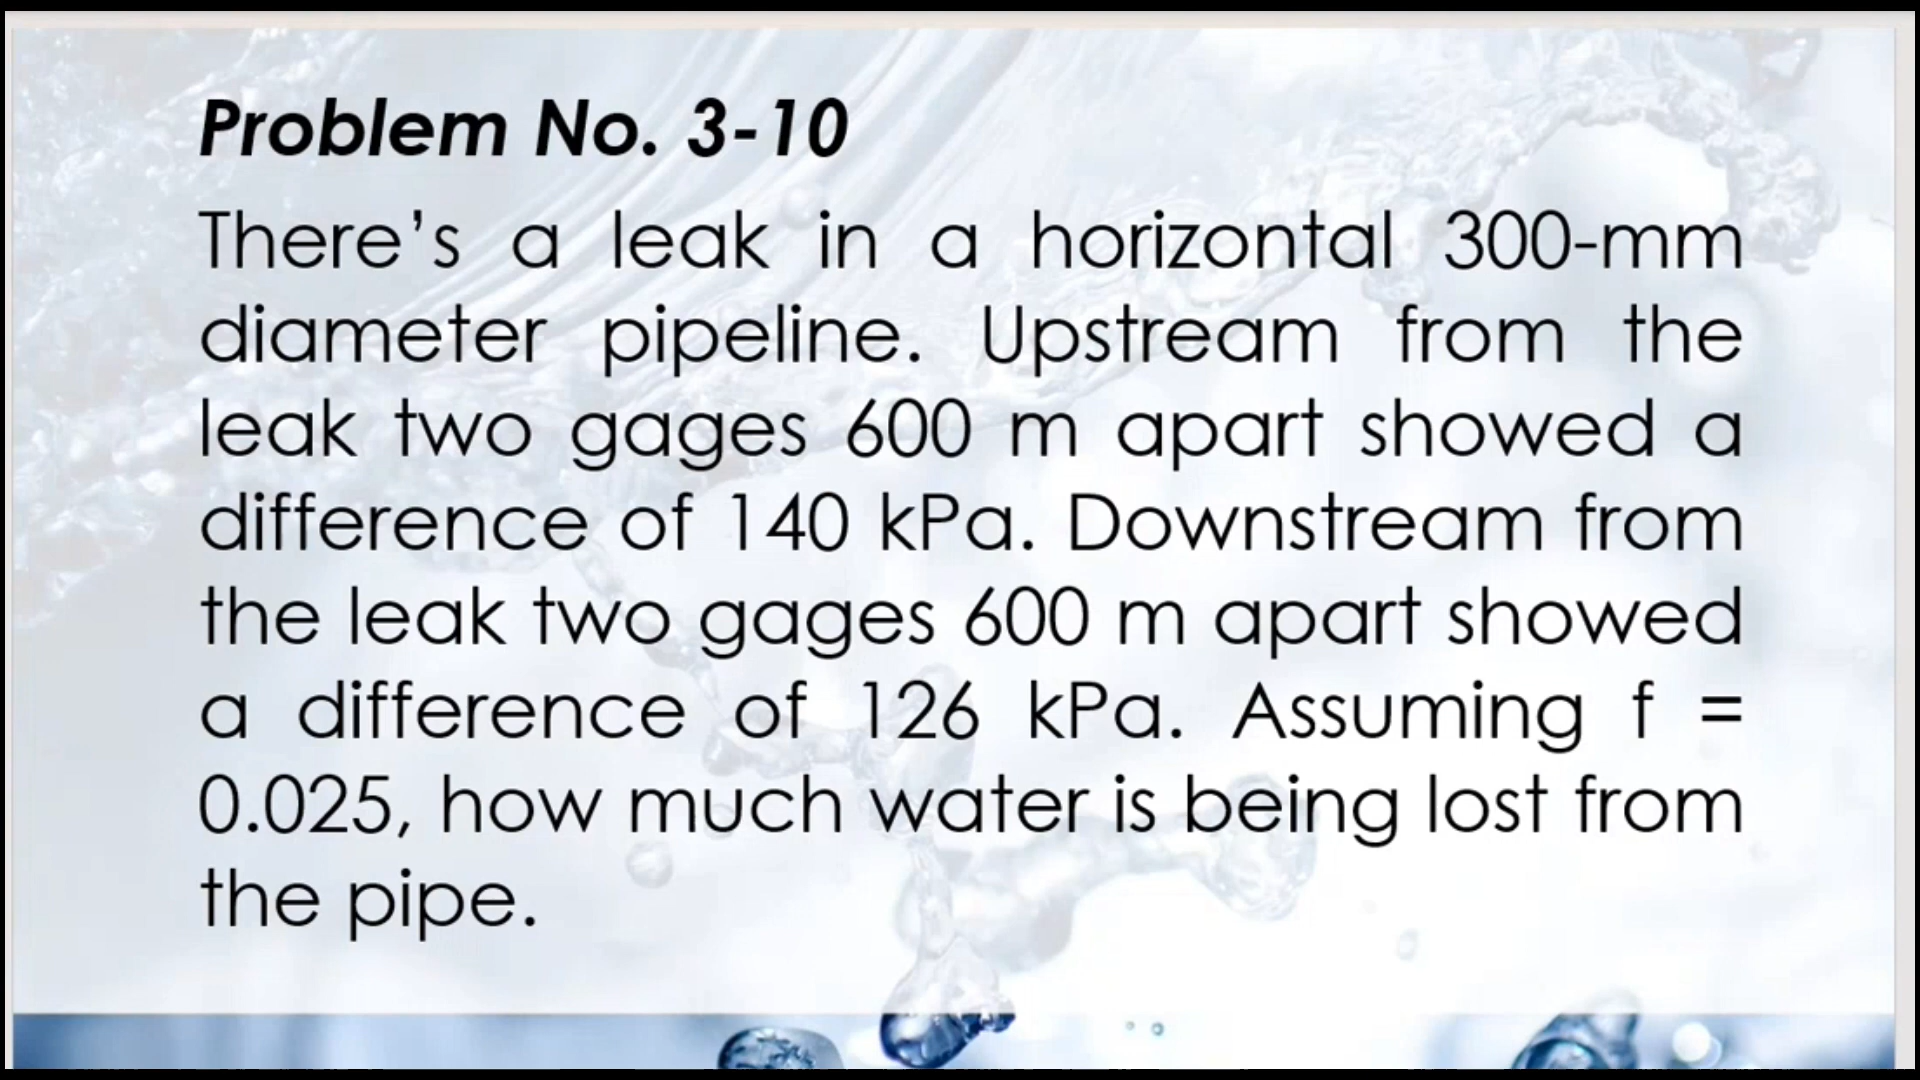 Problem No. 3-10
There’s a leak in a horizontal 300-mm
diameter pipeline. Upstream from the
leak two gages 600 m apart showed a
difference of 140 kPa. Downstream from
the leak two gages 600 m apart showed
a difference of 126 kPa. Assuming f =
0.025, how much water is being lost from
the pipe.